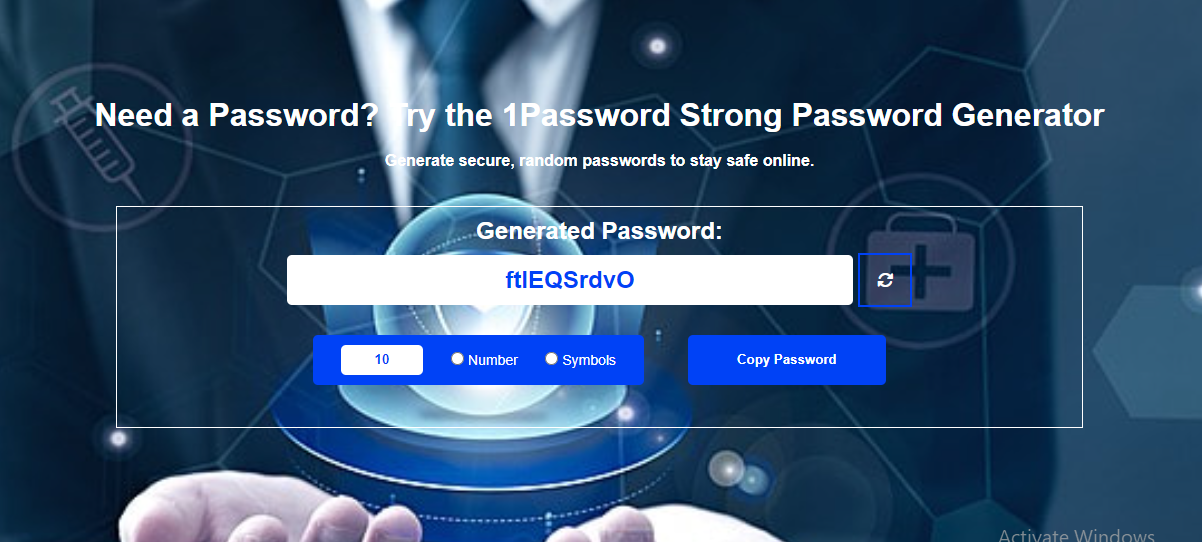 Need a Password? Try the 1Password Strong Password Generator
Generate secure, random passwords to stay safe online.
Generated Password:
ftIEQSrdvO
10 Number Symbols Copy Password
Activate Windows